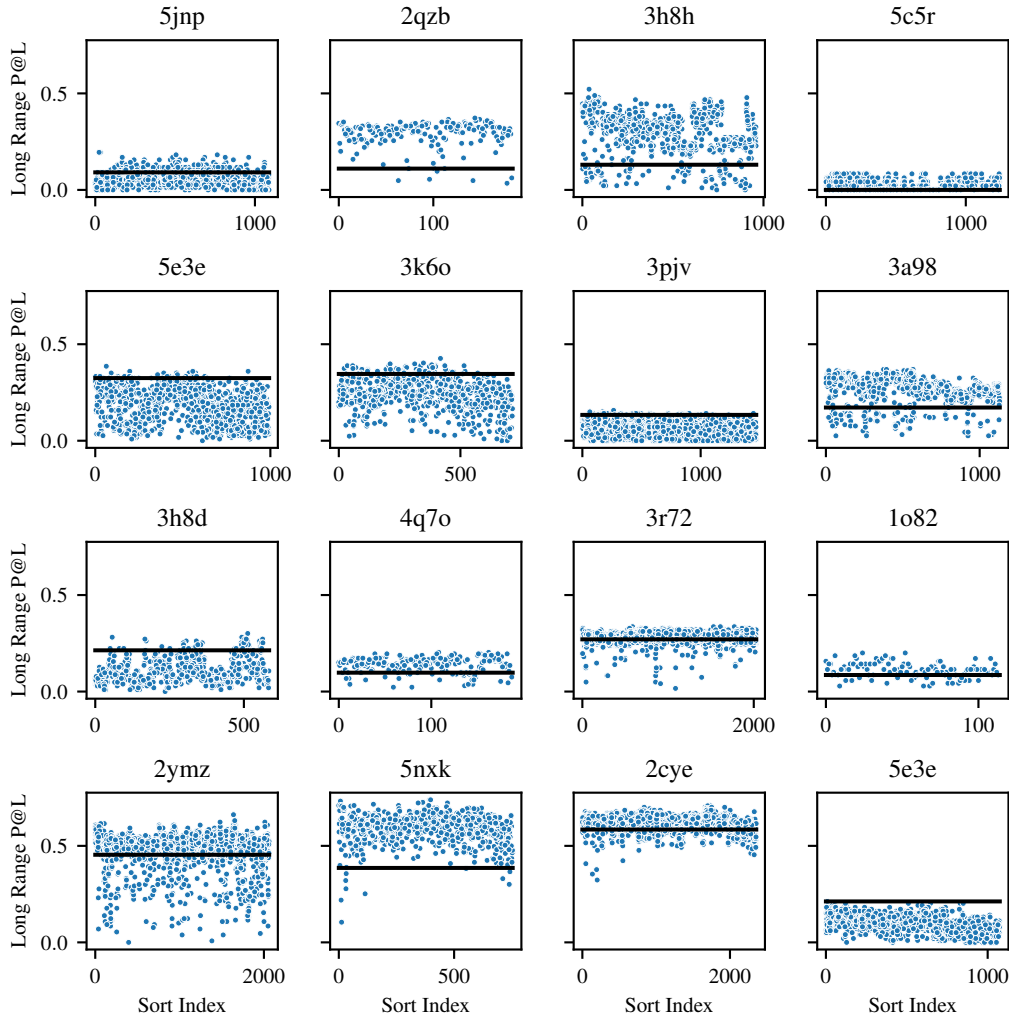 5jnp 2qzb 3h8h 5c5r
Long Range P@L
0.5
0.0
0 1000 0 100 0 1000 0 1000
5e3e 3k6o 3pjv 3a98
Long Range P@L
0.5
0.0
0 1000 0 500 0 1000 0 1000
3h8d 4q7o 3r72 1o82
Long Range P@L
0.5
0.0
0 500 0 100 0 2000 0 100
2ymz 5nxk 2cye 5e3e
Long Range P@L
0.5
0.0
0 2000 0 500 0 2000 0 1000
Sort Index Sort Index Sort Index Sort Index